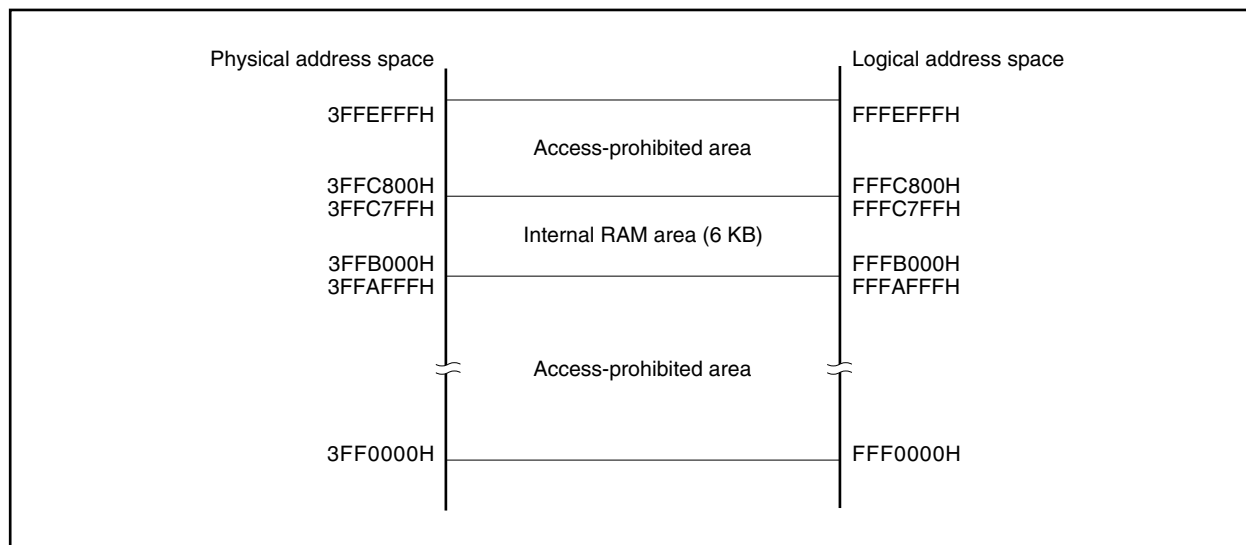 Physical address space
Logical address space
3FFEFFFH
FFFEFFFH
Access-prohibited area
3FFC800H
FFFC800H
3FFC7FFH
FFFC7FFH
Internal RAM area (6 KB)
3FFB000H
FFFB000H
3FFAFFFH
FFFAFFFH
Access-prohibited area
3FF0000H
FFF0000H